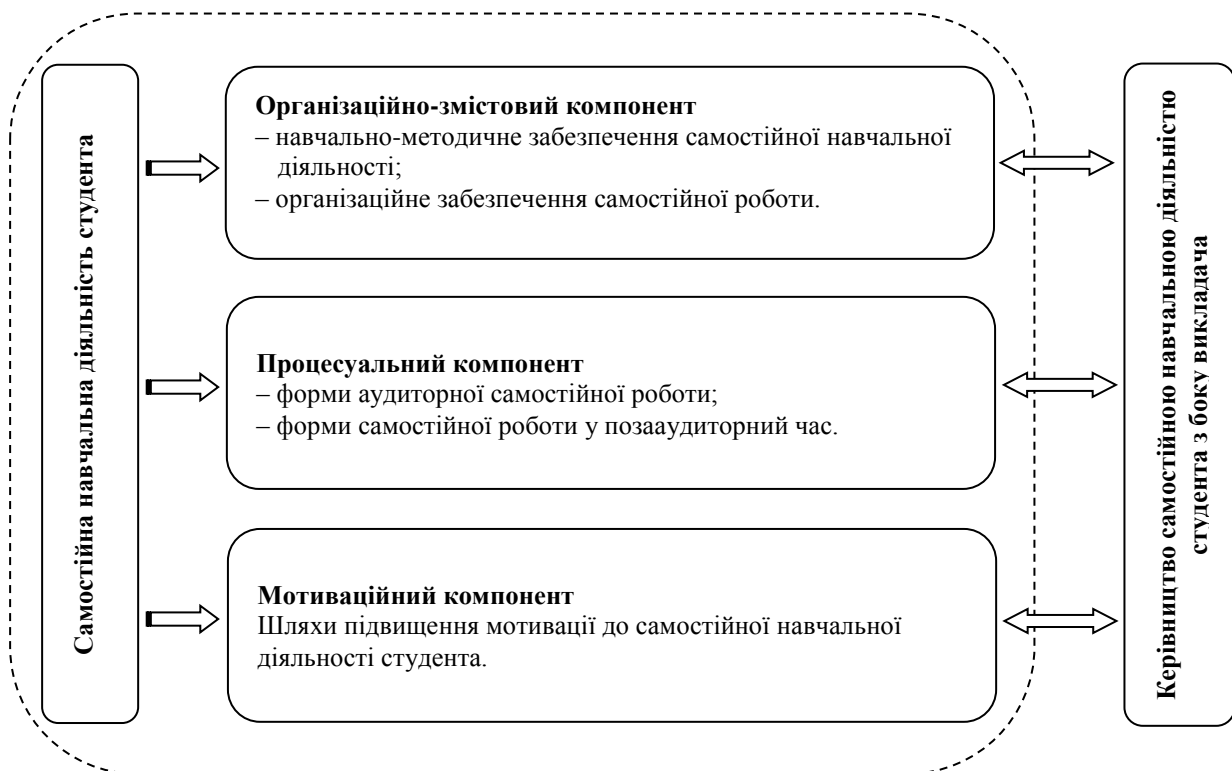 Самостійна навчальна діяльність студента
Організаційно-змістовий компонент
– навчально-методичне забезпечення самостійної навчальної
діяльності;
– організаційне забезпечення самостійної роботи.
Процесуальний компонент
– форми аудиторної самостійної роботи;
– форми самостійної роботи у позааудиторний час.
Мотиваційний компонент
Шляхи підвищення мотивації до самостійної навчальної
діяльності студента.
Керівництво самостійною навчальною діяльністю
студента з боку викладача